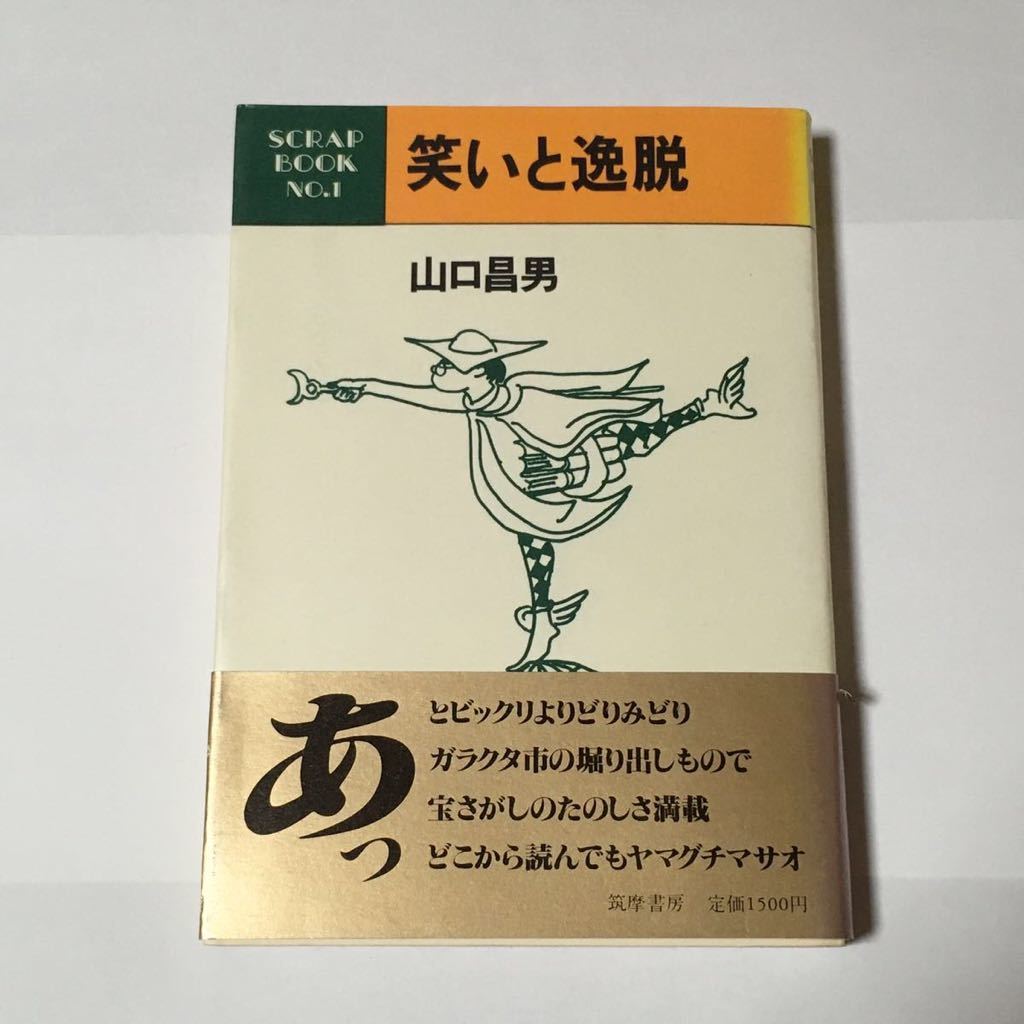 SCRAP
BOOK
NO.1
笑いと逸脱
山口昌男
あっ
とビックリよりどりみどり
ガラクタ市の堀り出しもので
宝さがしのたのしさ満載
どこから読んでもヤマグチマサオ
筑摩書房 定価1500円